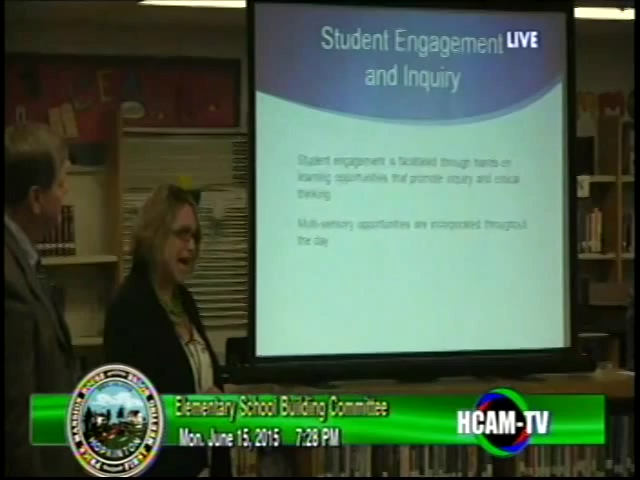 Student Engagement LIVE
and Inquiry
Student engagement is facilitated through hands-on
learning opportunities that promote inquiry and critical
thinking.
Multi-sensory opportunities are incorporated throughout
the day
Elementary School Building Committee
Mon. June 15, 2015 7:28 PM
HCAM-TV
HOPKINTON